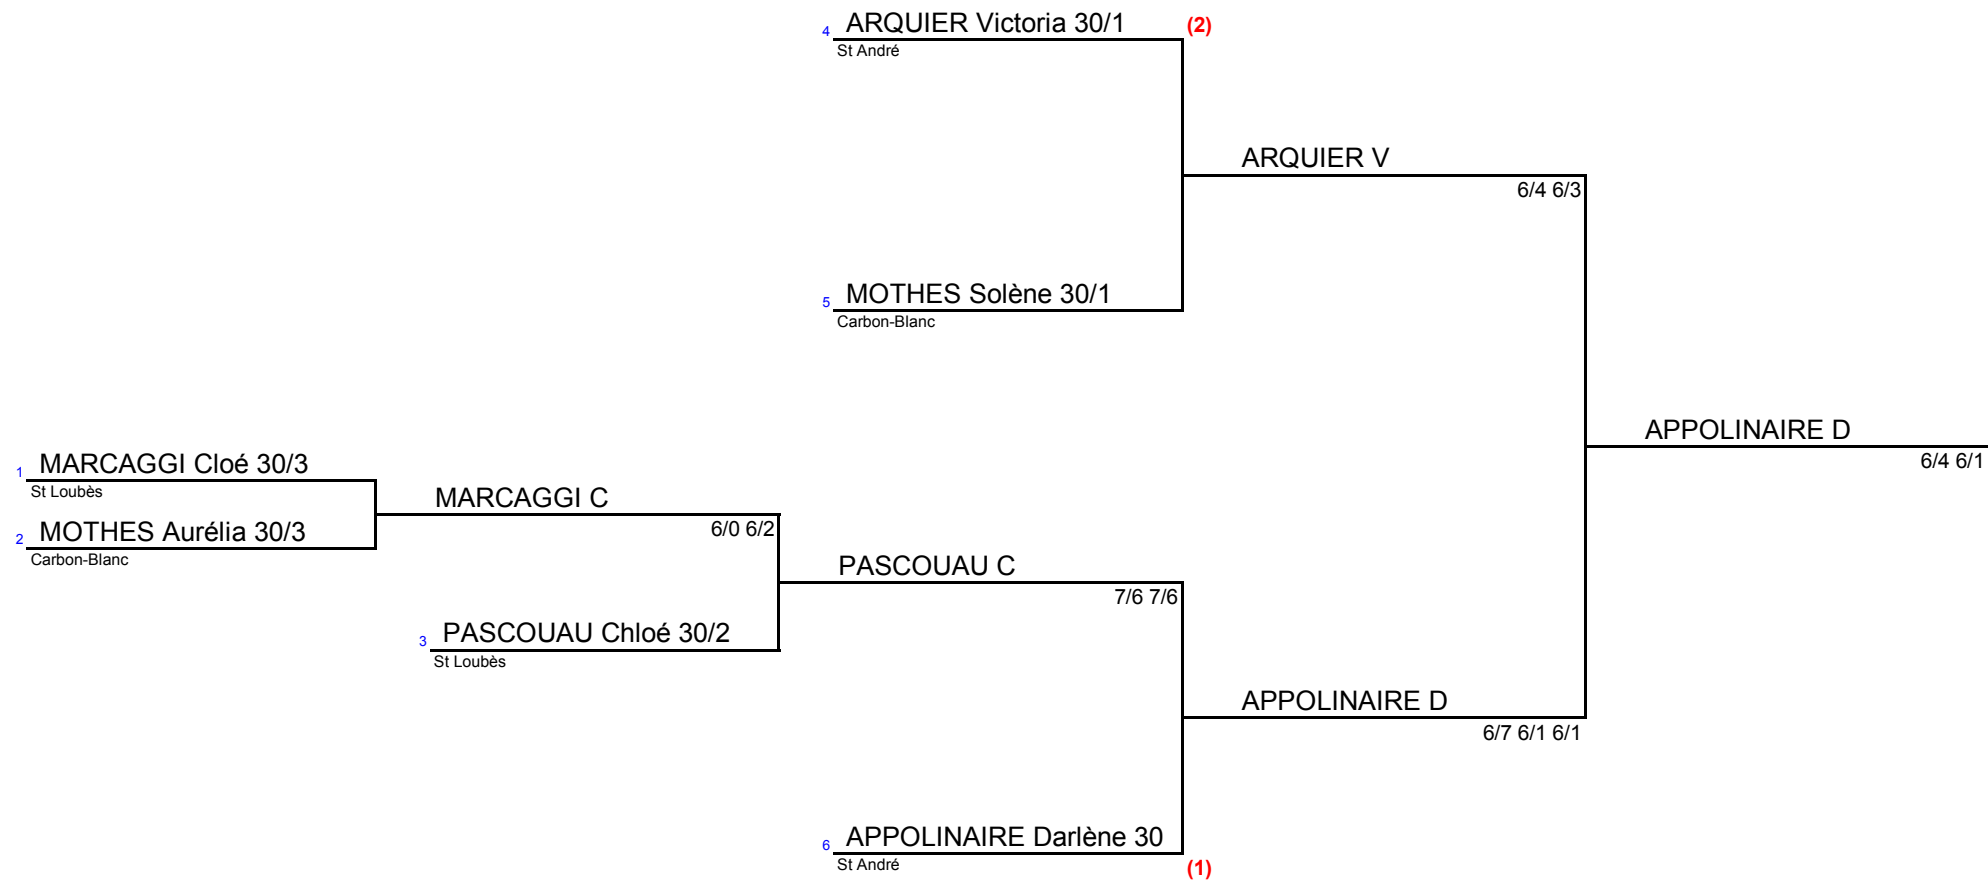 4 ARQUIER Victoria 30/1 (2)
St André
ARQUIER V
6/4 6/3
5 MOTHES Solène 30/1
Carbon-Blanc
APPOLINAIRE D
6/4 6/1
1 MARCAGGI Cloé 30/3
St Loubès
MARCAGGI C
6/0 6/2
2 MOTHES Aurélia 30/3
Carbon-Blanc
PASCOUAU C
7/6 7/6
3 PASCOUAU Chloé 30/2
St Loubès
APPOLINAIRE D
6/7 6/1 6/1
6 APPOLINAIRE Darlène 30
St André
(1)